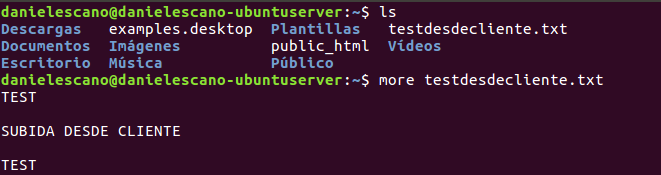 danielescano@danielescano-ubuntuserver:~$ ls
Descargas   examples.desktop  Plantillas   testdesdecliente.txt
Documentos  Imágenes          public_html  Vídeos
Escritorio  Música            Público
danielescano@danielescano-ubuntuserver:~$ more testdesdecliente.txt
TEST
SUBIDA DESDE CLIENTE
TEST